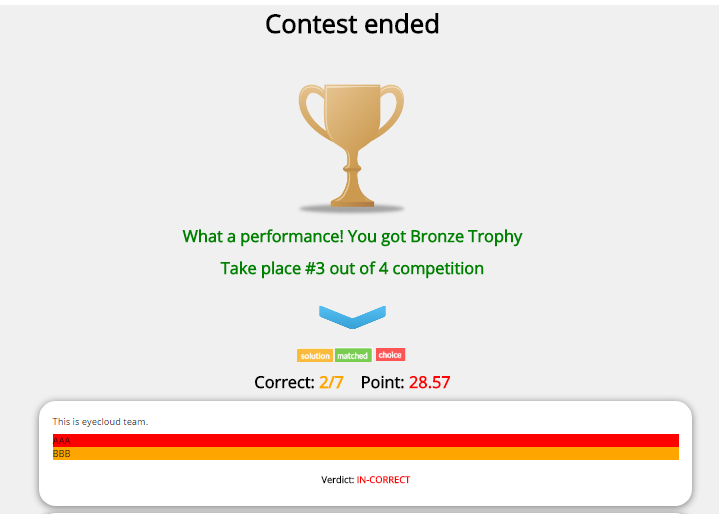 Contest ended
What a performance! You got Bronze Trophy
Take place #3 out of 4 competition
solution matched choice
Correct: 2/7 Point: 28.57
This is eyecloud team.
AAA
BBB
Verdict: IN-CORRECT